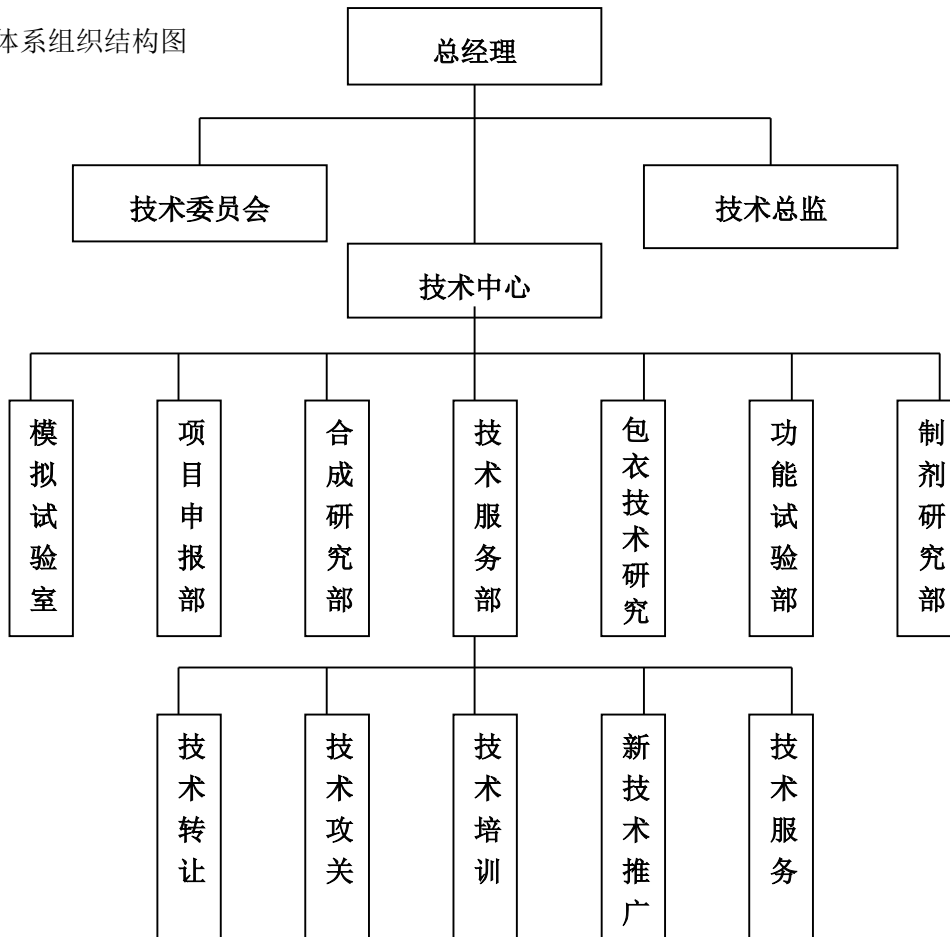 体系组织结构图
总经理
技术委员会
技术总监
技术中心
模拟试验室
项目申报部
合成研究部
技术服务部
包衣技术研究
功能试验部
制剂研究部
技术转让
技术攻关
技术培训
新技术推广
技术服务